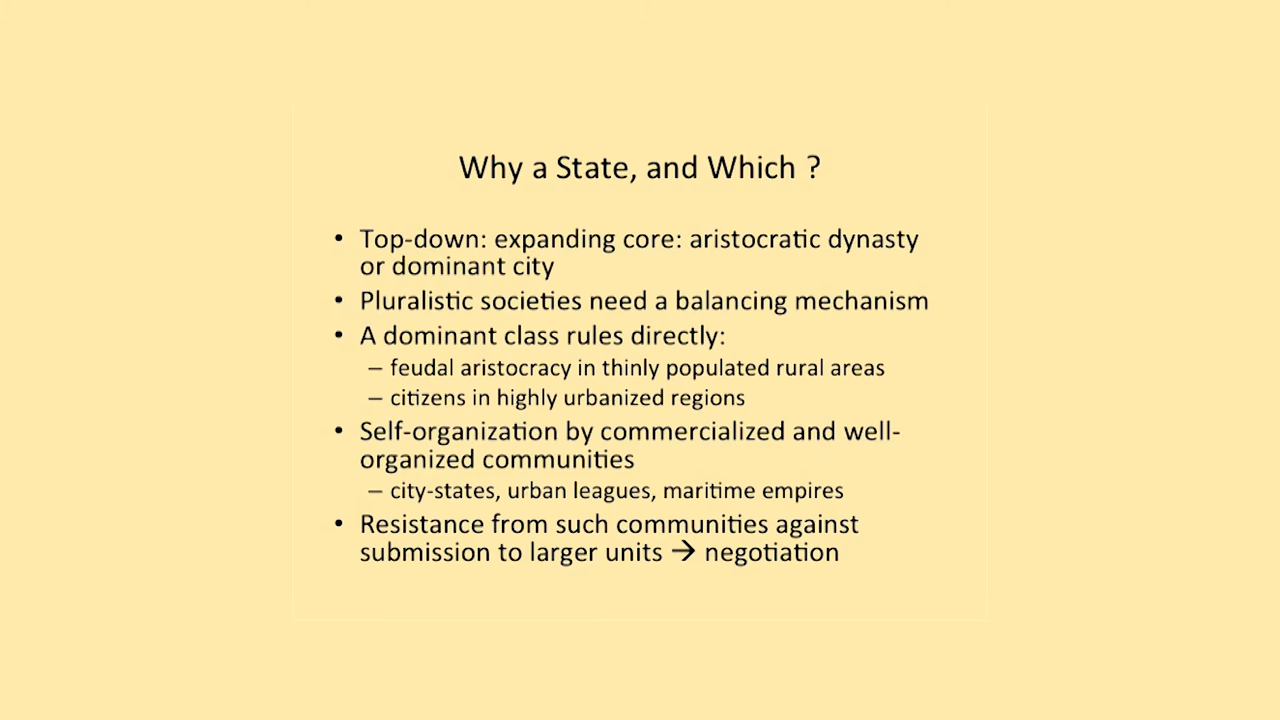 Why a State, and Which ?
• Top-down: expanding core: aristocratic dynasty
or dominant city
• Pluralistic societies need a balancing mechanism
• A dominant class rules directly:
– feudal aristocracy in thinly populated rural areas
– citizens in highly urbanized regions
• Self-organization by commercialized and well-
organized communities
– city-states, urban leagues, maritime empires
• Resistance from such communities against
submission to larger units → negotiation